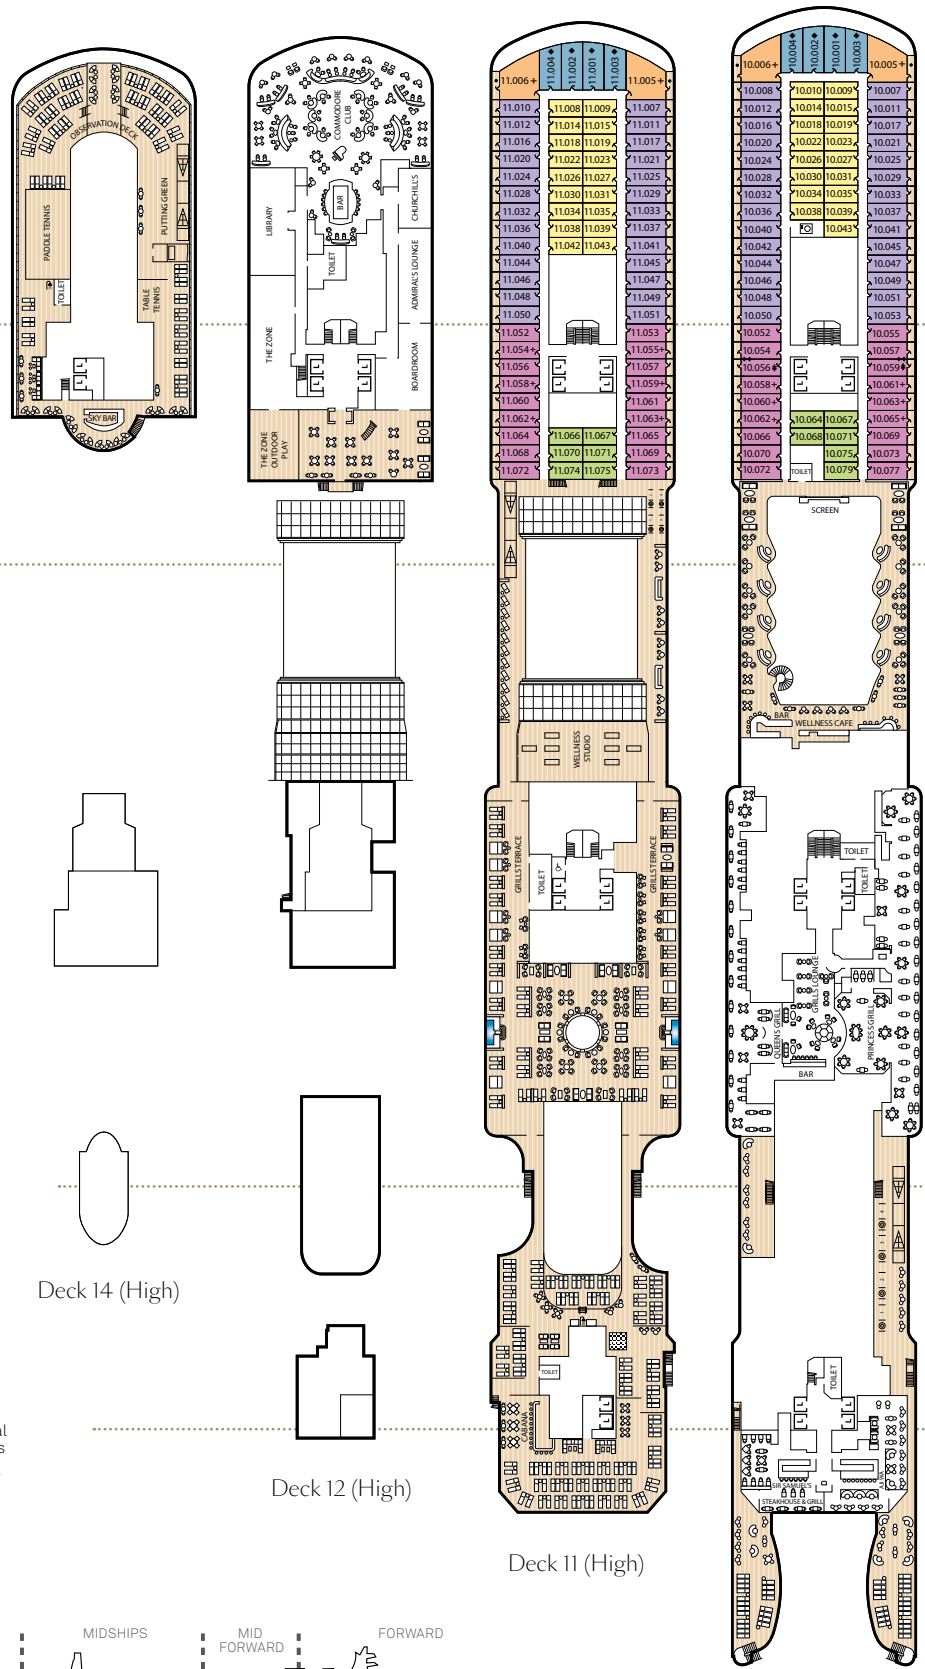 OBSERVATION DECK
PADDLE TENNIS
PUTTING GREEN
TOILET
TABLE
TENNIS
SKY BAR
Deck 14 (High)
COMMODORE
CLUB
BAR
LIBRARY
CHURCHILL'S
TOILET
ADMIRAL'S LOUNGE
THE ZONE
BOARDROOM
THE ZONE
OUTDOOR
PLAY
Deck 12 (High)
11.004◆ 11.002◆ 11.001◆ 11.003◆
11.006+ 11.005+
11.010 11.008 11.009 11.007
11.012 11.014 11.015 11.011
11.016 11.018 11.019 11.017
11.020 11.022 11.023 11.021
11.024 11.026 11.027 11.025
11.028 11.030 11.031 11.029
11.032 11.034 11.035 11.033
11.036 11.038 11.039 11.037
11.040 11.042 11.043 11.041
11.044 11.045
11.046 11.047
11.048 11.049
11.050 11.051
11.052 11.053
11.054+ 11.055+
11.056 11.057
11.058+ 11.059+
11.060 11.061
11.062+ 11.063+
11.064 11.066 11.067 11.065
11.068 11.070 11.071 11.069
11.072 11.074 11.075 11.073
WELLNESS
STUDIO
GRILLS TERRACE
TOILET
GRILLS TERRACE
TOILET
CABANA
Deck 11 (High)
10.004◆ 10.002◆ 10.001◆ 10.003◆
10.006+ 10.005+
10.008 10.010 10.009 10.007
10.012 10.014 10.015 10.011
10.016 10.018 10.019 10.017
10.020 10.022 10.023 10.021
10.024 10.026 10.027 10.025
10.028 10.030 10.031 10.029
10.032 10.034 10.035 10.033
10.036 10.038 10.039 10.037
10.040 10.043 10.041
10.042 10.045
10.044 10.047
10.046 10.049
10.048 10.051
10.050 10.053
10.052 10.055
10.054 10.057
10.056 10.059
10.058+ 10.061+
10.060+ 10.063+
10.062+ 10.064 10.067 10.065+
10.066 10.068 10.071 10.069
10.070 10.075 10.073
10.072 TOILET 10.079 10.077
SCREEN
BAR
WELLNESS CAFE
TOILET
TOILET
GRILLS LOUNGE
QUEENS GRILL
PRINCESS GRILL
BAR
TOILET
SIR SAMUEL'S
STEAKHOUSE & GRILL
al
s
MIDSHIPS
MID
FORWARD
FORWARD